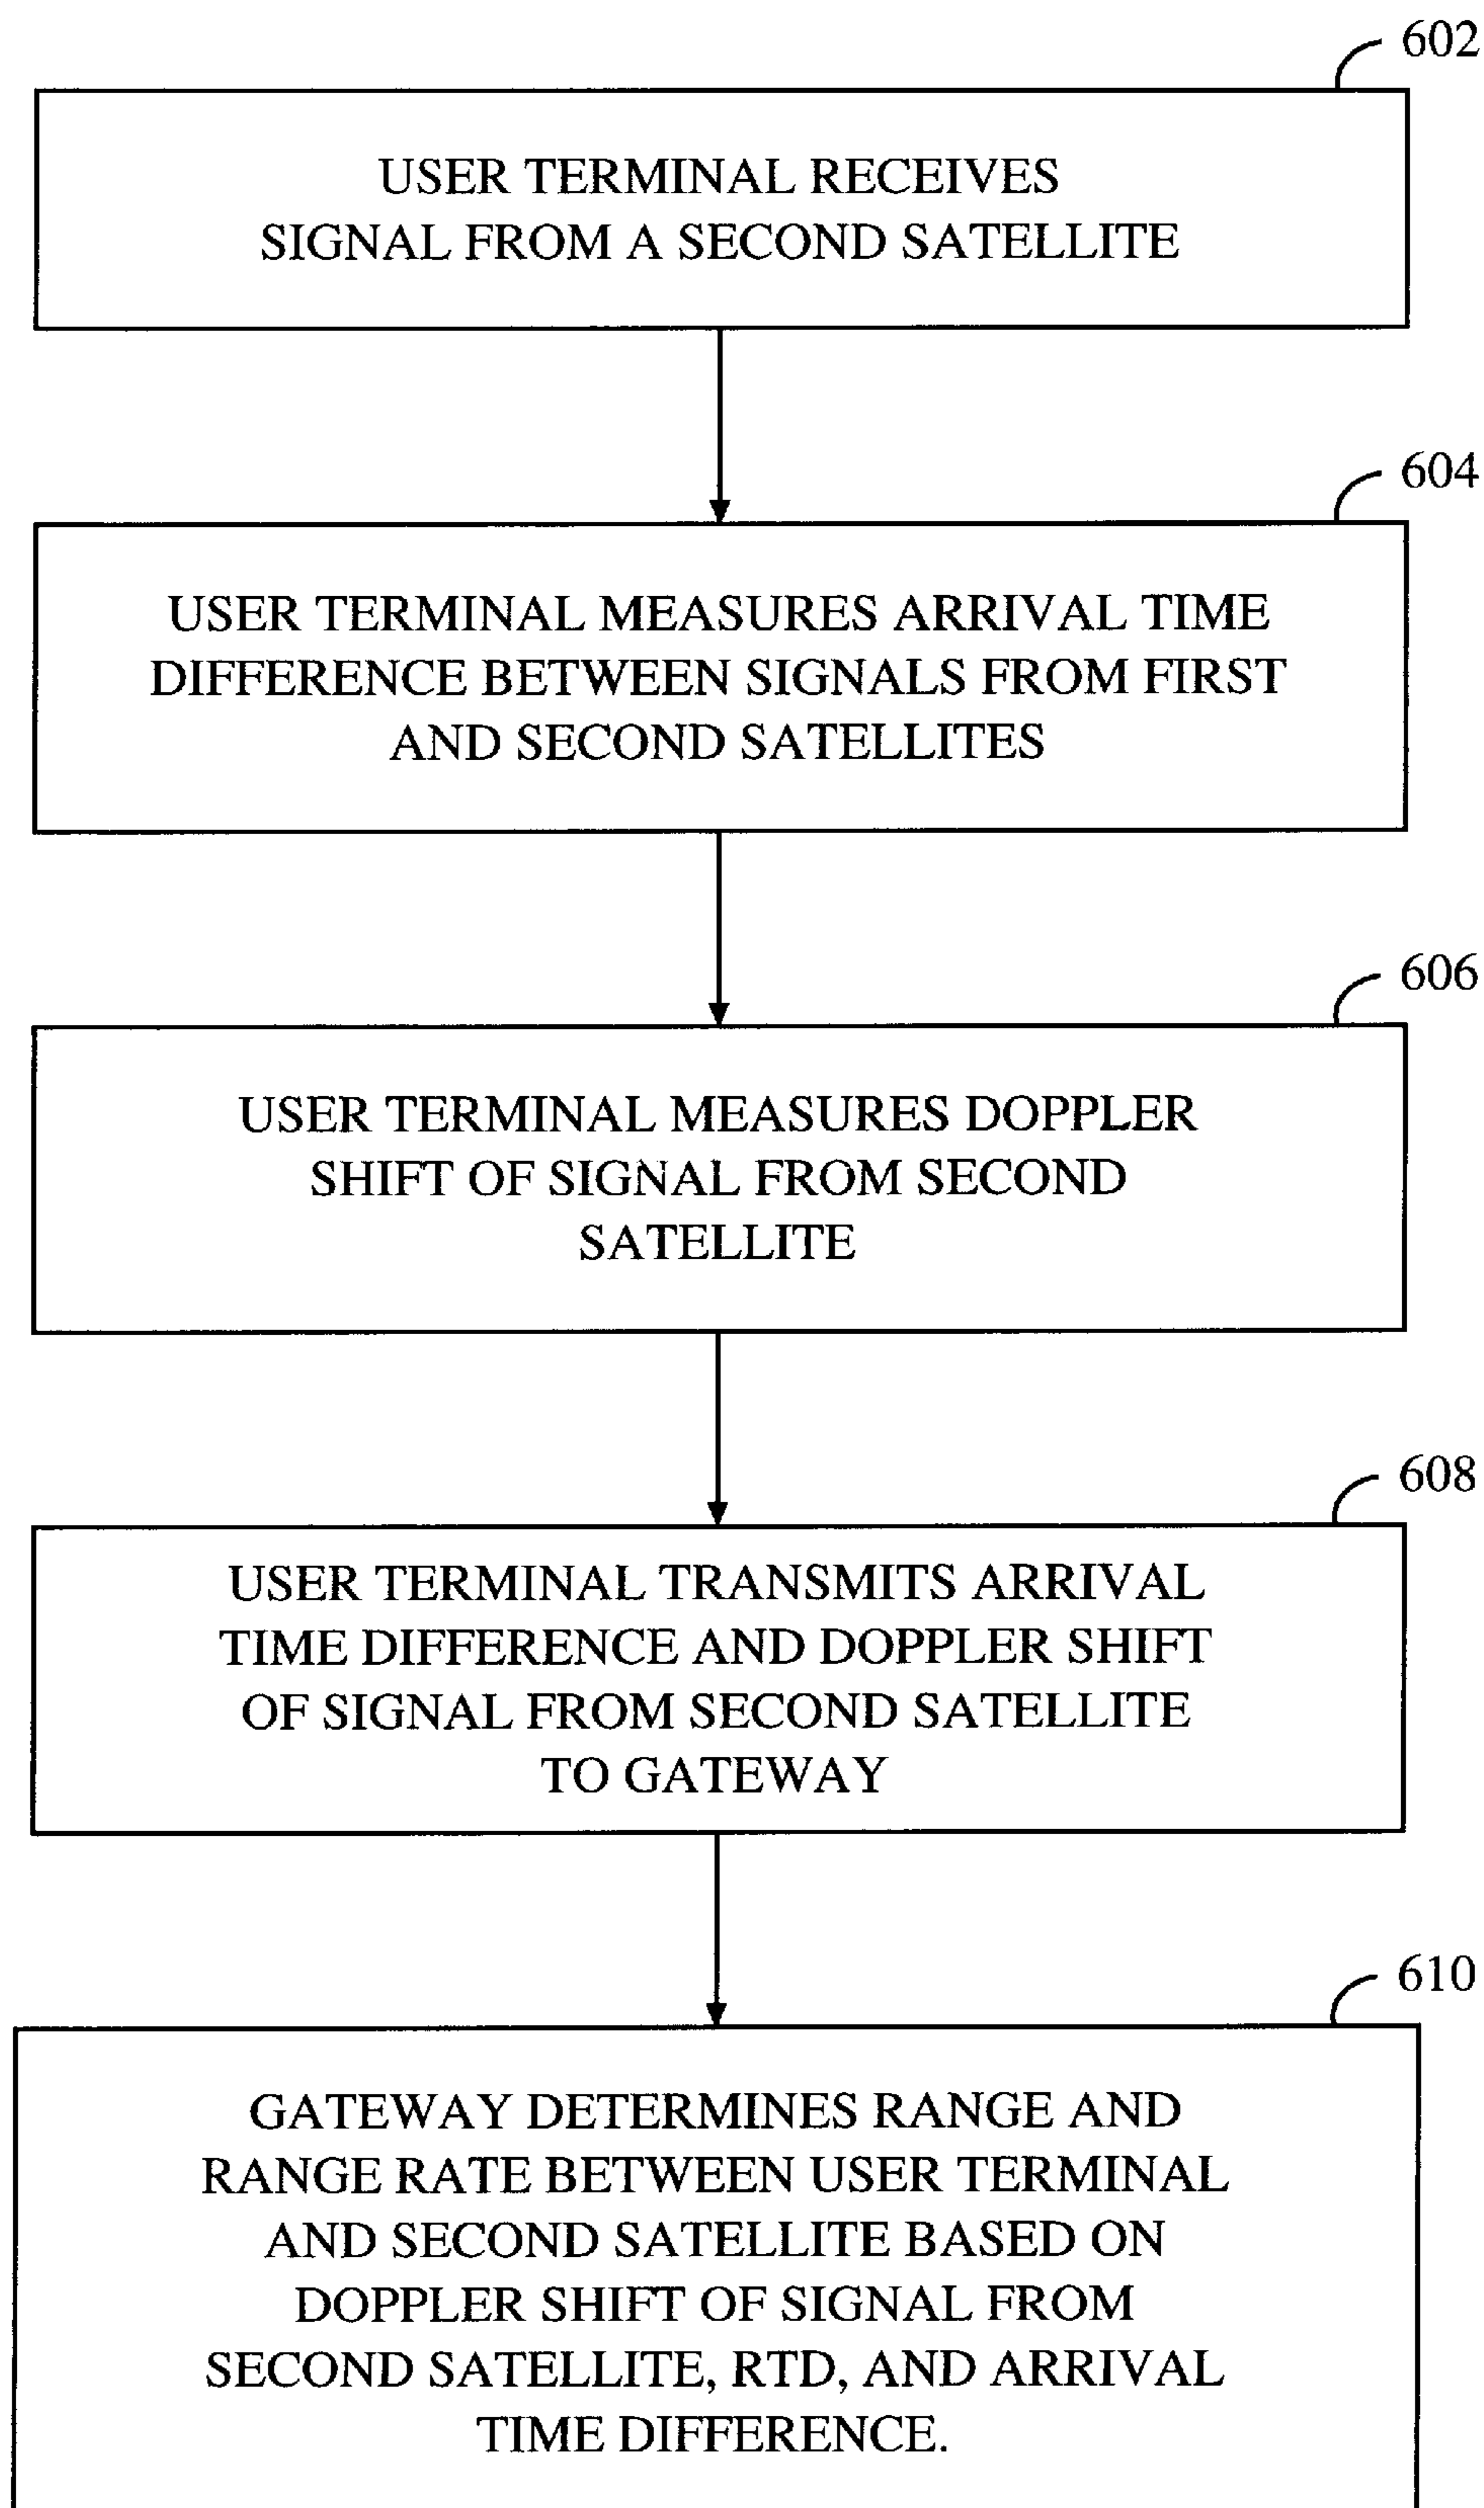 602
USER TERMINAL RECEIVES
SIGNAL FROM A SECOND SATELLITE
604
USER TERMINAL MEASURES ARRIVAL TIME
DIFFERENCE BETWEEN SIGNALS FROM FIRST
AND SECOND SATELLITES
606
USER TERMINAL MEASURES DOPPLER
SHIFT OF SIGNAL FROM SECOND
SATELLITE
608
USER TERMINAL TRANSMITS ARRIVAL
TIME DIFFERENCE AND DOPPLER SHIFT
OF SIGNAL FROM SECOND SATELLITE
TO GATEWAY
610
GATEWAY DETERMINES RANGE AND
RANGE RATE BETWEEN USER TERMINAL
AND SECOND SATELLITE BASED ON
DOPPLER SHIFT OF SIGNAL FROM
SECOND SATELLITE, RTD, AND ARRIVAL
TIME DIFFERENCE.